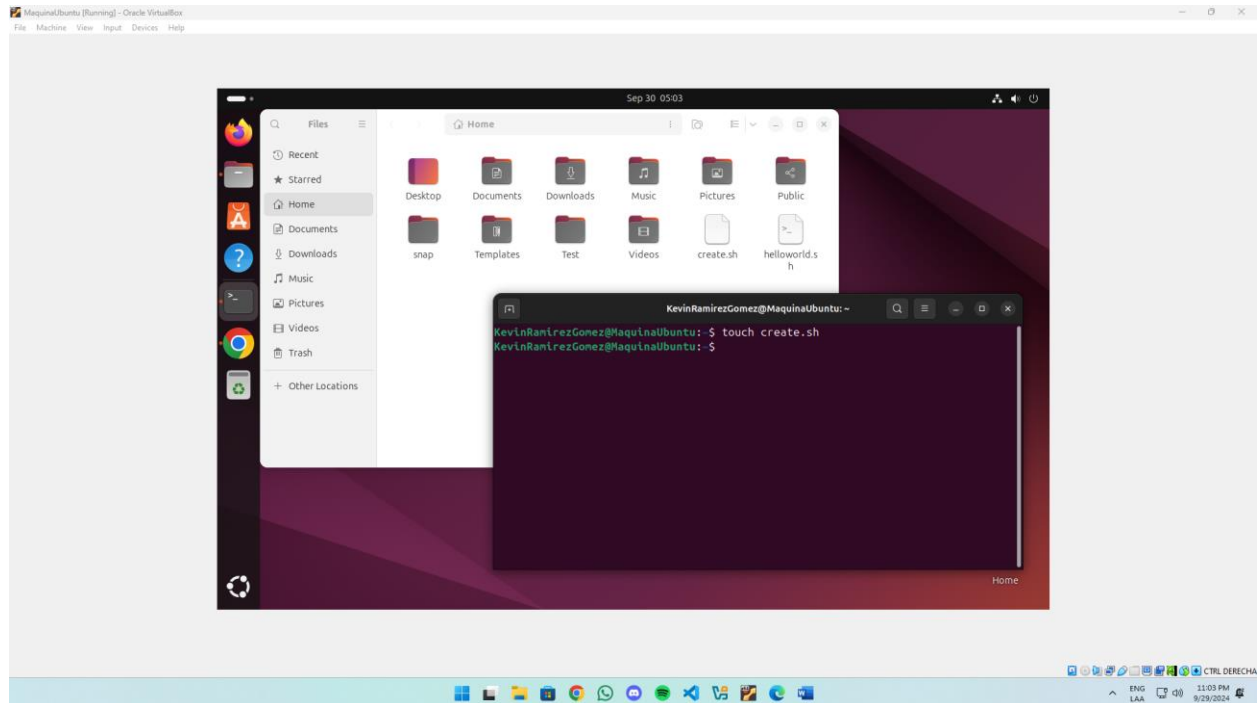 MaquinaUbuntu [Running] - Oracle VirtualBox
File Machine View Input Devices Help
Sep 30 05:03
Files
Home
Recent
Starred
Home
Documents
Downloads
Music
Pictures
Videos
Trash
+ Other Locations
Desktop Documents Downloads Music Pictures Public
snap Templates Test Videos create.sh helloworld.s
h
KevinRamirezGomez@MaquinaUbuntu: ~
KevinRamirezGomez@MaquinaUbuntu:~$ touch create.sh
KevinRamirezGomez@MaquinaUbuntu:~$
Home
CTRL DERECHA
ENG
LAA
11:03 PM
9/29/2024